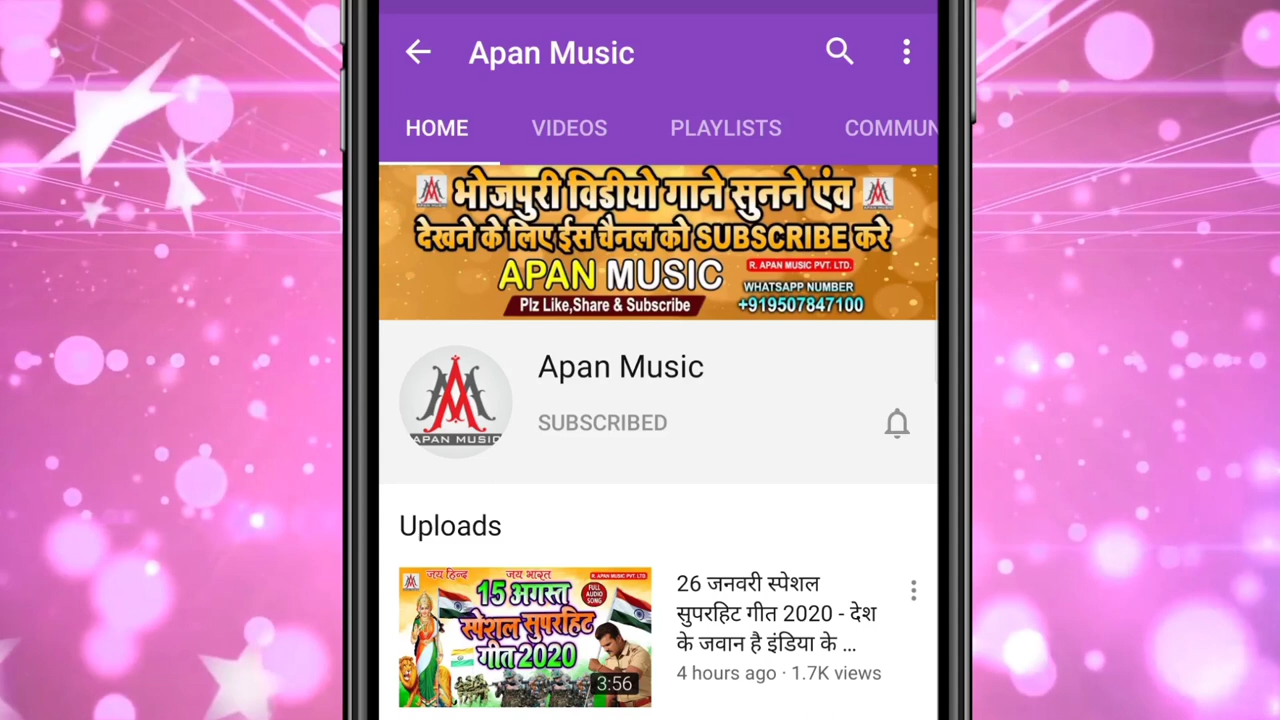 Apan Music
HOME VIDEOS PLAYLISTS COMMUN
भोजपुरी विडीयो गाने सुनने एंव
देखने के लिए ईस चैनल को SUBSCRIBE करे
APAN MUSIC
R. APAN MUSIC PVT. LTD.
WHATSAPP NUMBER
Plz Like,Share & Subscribe
+919507847100
Apan Music
SUBSCRIBED
APAN MUSIC
Uploads
जय हिन्द जय भारत
R. APAN MUSIC PVT. LTD
15 अगस्त
FULL
AUDIO
SONG
स्पेशल सुपरहिट
गीत 2020
3:56
26 जनवरी स्पेशल
सुपरहिट गीत 2020 - देश
के जवान है इंडिया के ...
4 hours ago · 1.7K views